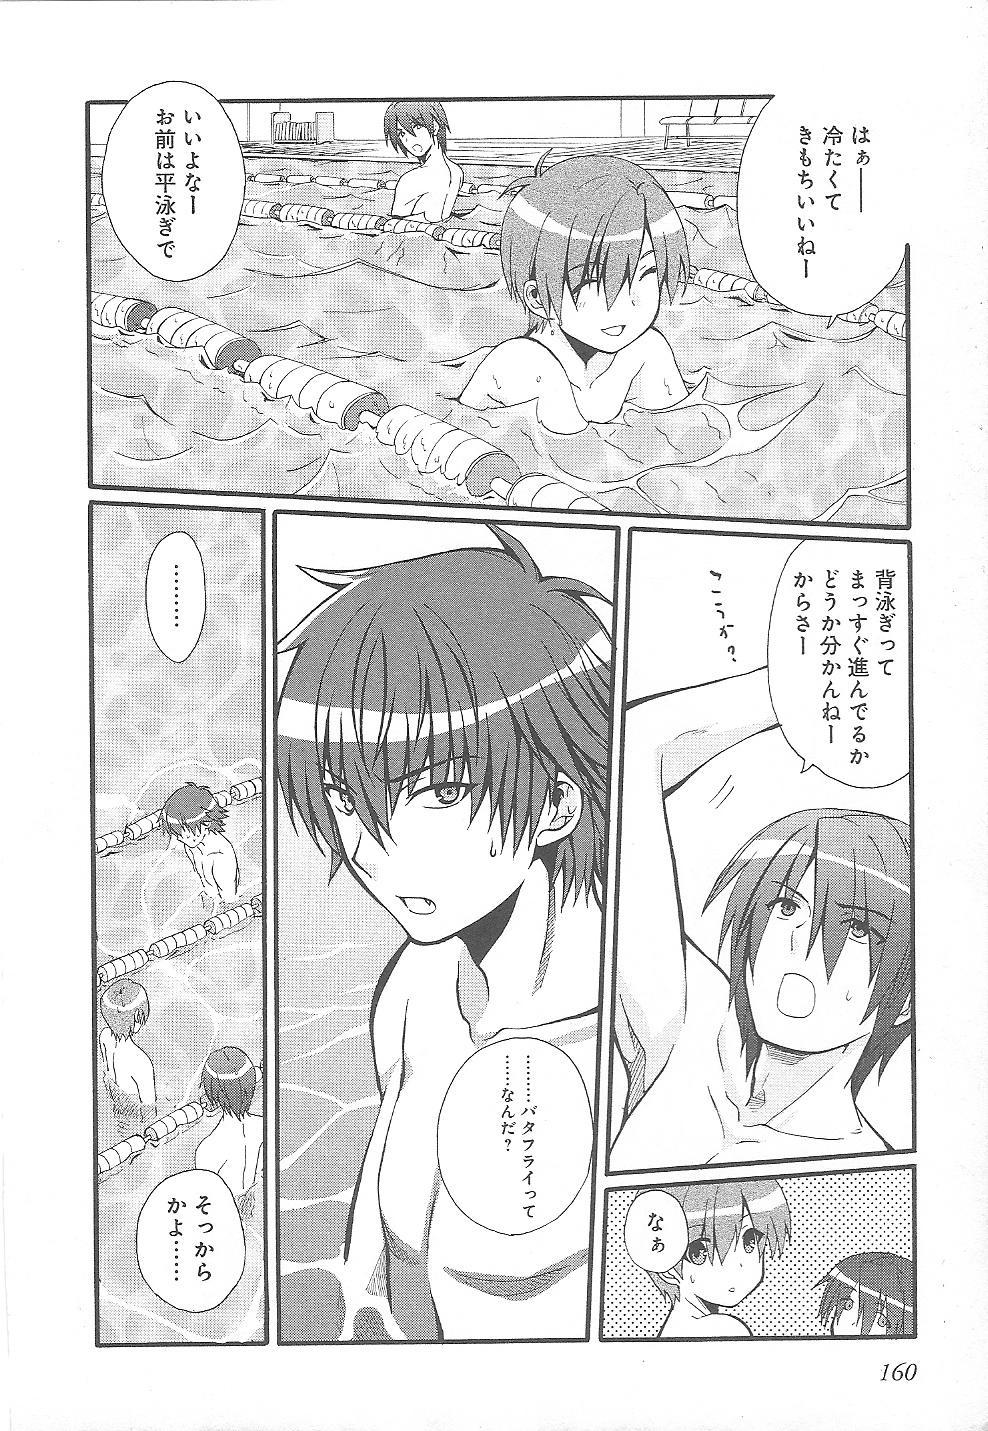 はぁ――
冷たくて
きもちいいねー
いいよなー
お前は平泳ぎで
背泳ぎって
まっすぐ進んでるか
どうか分かんねー
からさー
こうか?
なぁ
………バタフライって
……なんだ?
………
そっから
かよ……
160